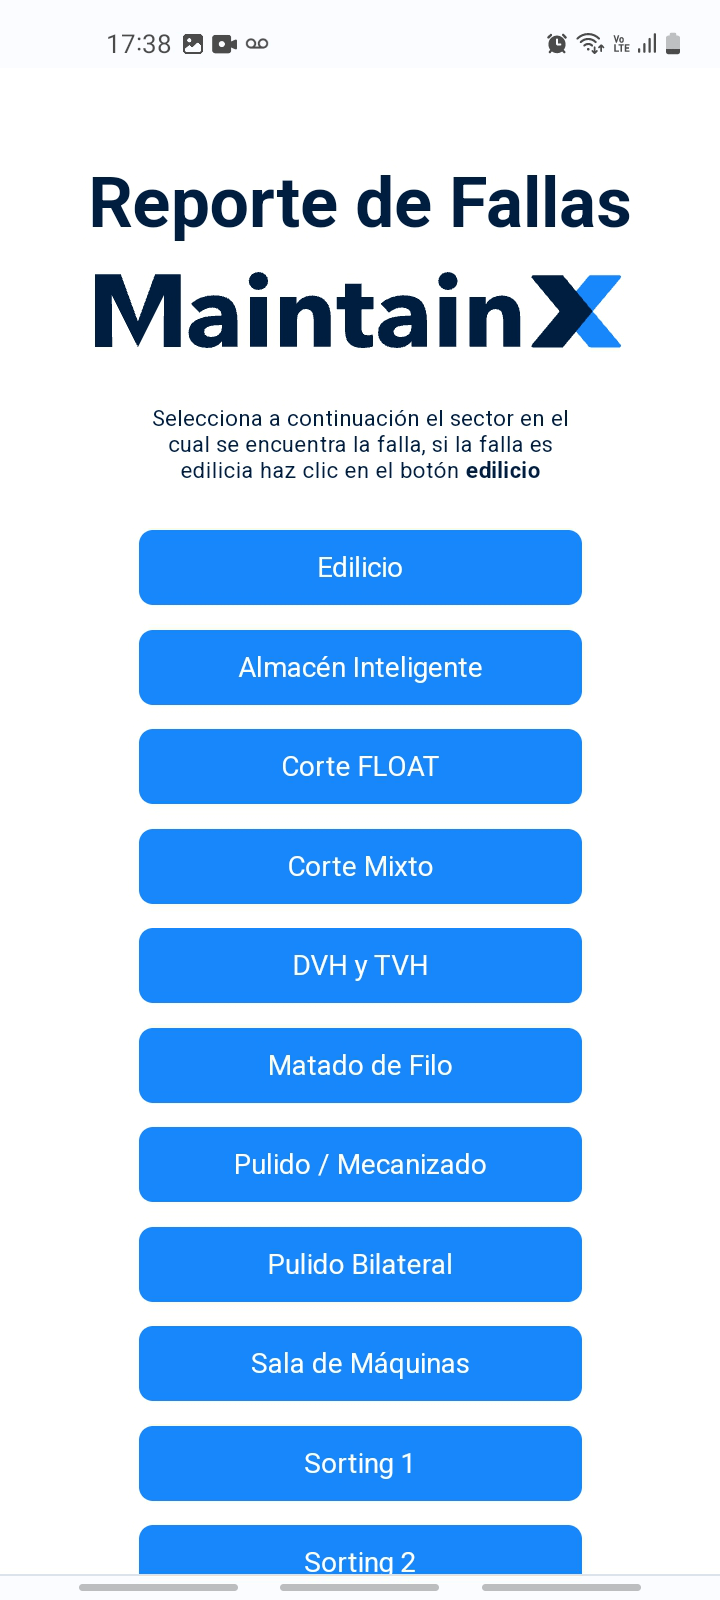 17:38
Vo LTE
Reporte de Fallas
MaintainX
Selecciona a continuación el sector en el
cual se encuentra la falla, si la falla es
edilicia haz clic en el botón edilicio
Edilicio
Almacén Inteligente
Corte FLOAT
Corte Mixto
DVH y TVH
Matado de Filo
Pulido / Mecanizado
Pulido Bilateral
Sala de Máquinas
Sorting 1
Sorting 2